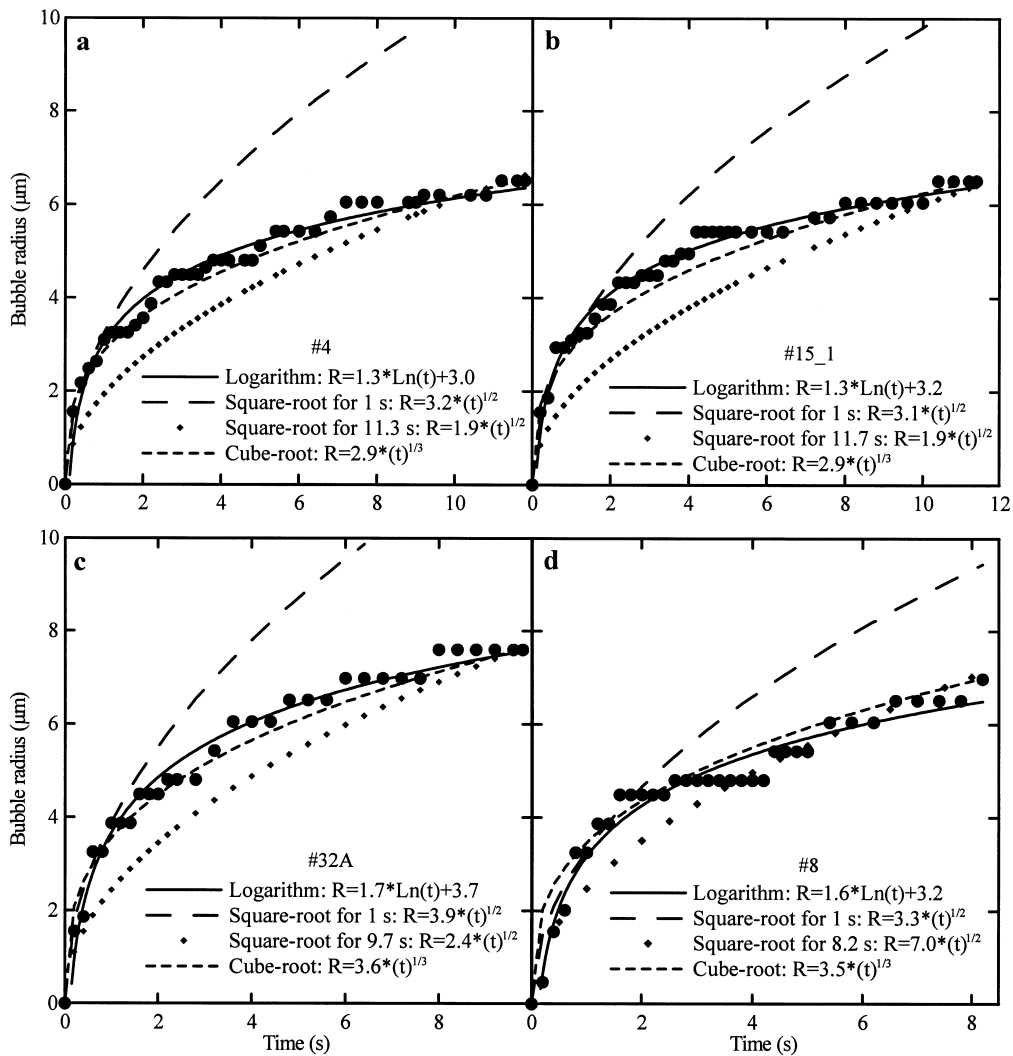 10
8
6
4
2
0
Bubble radius (μm)
a
#4
Logarithm: R=1.3*Ln(t)+3.0
Square-root for 1 s: R=3.2*(t)1/2
Square-root for 11.3 s: R=1.9*(t)1/2
Cube-root: R=2.9*(t)1/3
0 2 4 6 8 10
b
#15_1
Logarithm: R=1.3*Ln(t)+3.2
Square-root for 1 s: R=3.1*(t)1/2
Square-root for 11.7 s: R=1.9*(t)1/2
Cube-root: R=2.9*(t)1/3
0 2 4 6 8 10 12
10
8
6
4
2
0
Bubble radius (μm)
c
#32A
Logarithm: R=1.7*Ln(t)+3.7
Square-root for 1 s: R=3.9*(t)1/2
Square-root for 9.7 s: R=2.4*(t)1/2
Cube-root: R=3.6*(t)1/3
0 2 4 6 8
Time (s)
d
#8
Logarithm: R=1.6*Ln(t)+3.2
Square-root for 1 s: R=3.3*(t)1/2
Square-root for 8.2 s: R=7.0*(t)1/2
Cube-root: R=3.5*(t)1/3
0 2 4 6 8
Time (s)